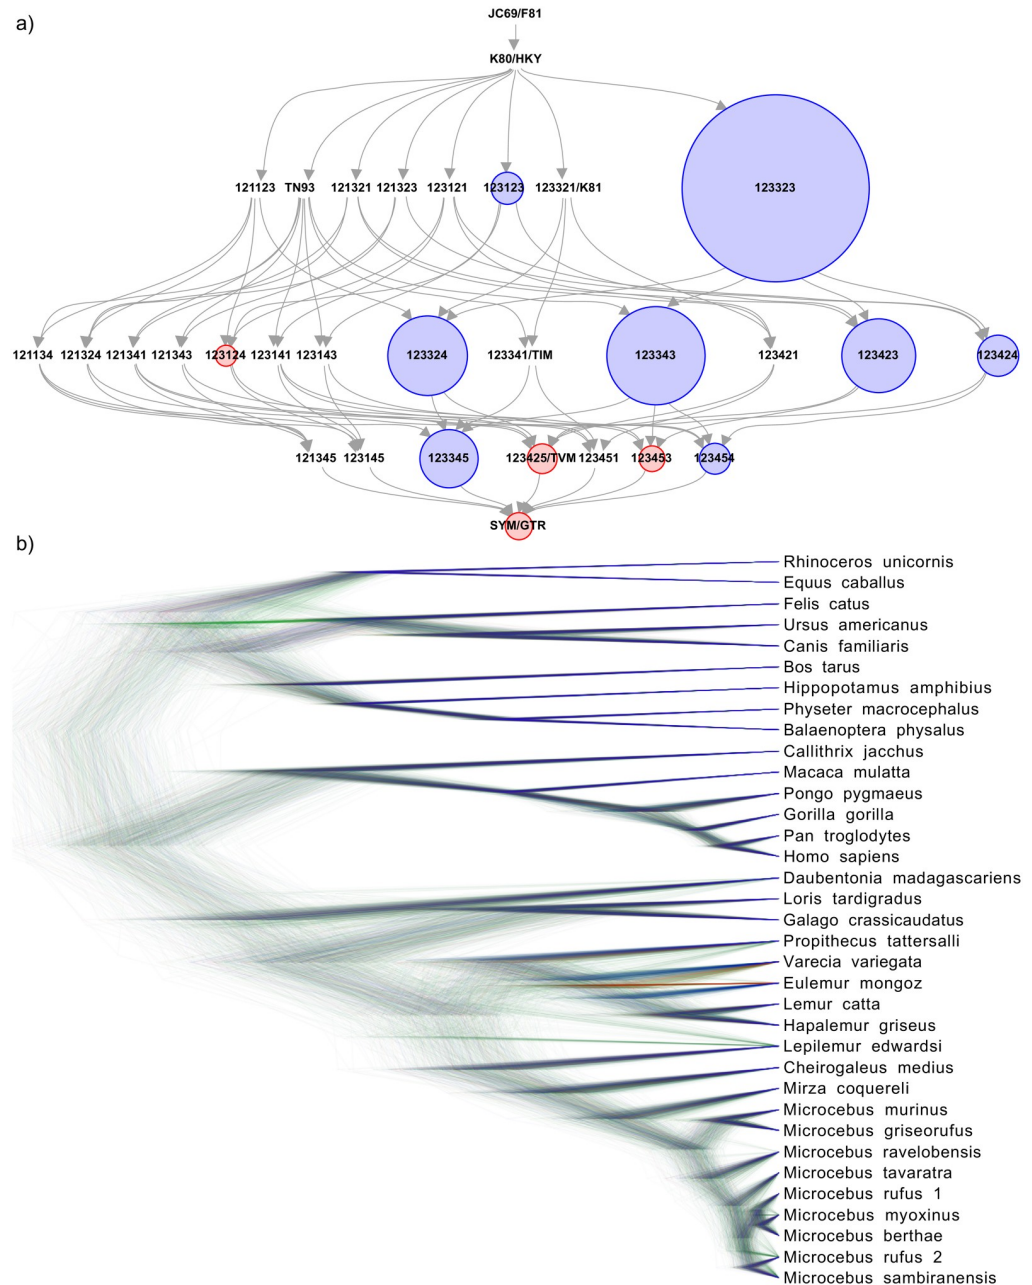 a)
JC69/F81
K80/HKY
121123 TN93 121321 121323 123121 123123 123321/K81 123323
121134 121324 121341 121343 123124 123141 123143 123324 123341/TIM 123343 123421 123423 123424
121345 123145 123345 123425/TVM 123451 123453 123454
SYM/GTR
b)
Rhinoceros unicornis
Equus caballus
Felis catus
Ursus americanus
Canis familiaris
Bos tarus
Hippopotamus amphibius
Physeter macrocephalus
Balaenoptera physalus
Callithrix jacchus
Macaca mulatta
Pongo pygmaeus
Gorilla gorilla
Pan troglodytes
Homo sapiens
Daubentonia madagascariens
Loris tardigradus
Galago crassicaudatus
Propithecus tattersalli
Varecia variegata
Eulemur mongoz
Lemur catta
Hapalemur griseus
Lepilemur edwardsi
Cheirogaleus medius
Mirza coquereli
Microcebus murinus
Microcebus griseorufus
Microcebus ravelobensis
Microcebus tavaratra
Microcebus rufus 1
Microcebus myoxinus
Microcebus berthae
Microcebus rufus 2
Microcebus sambiranensis